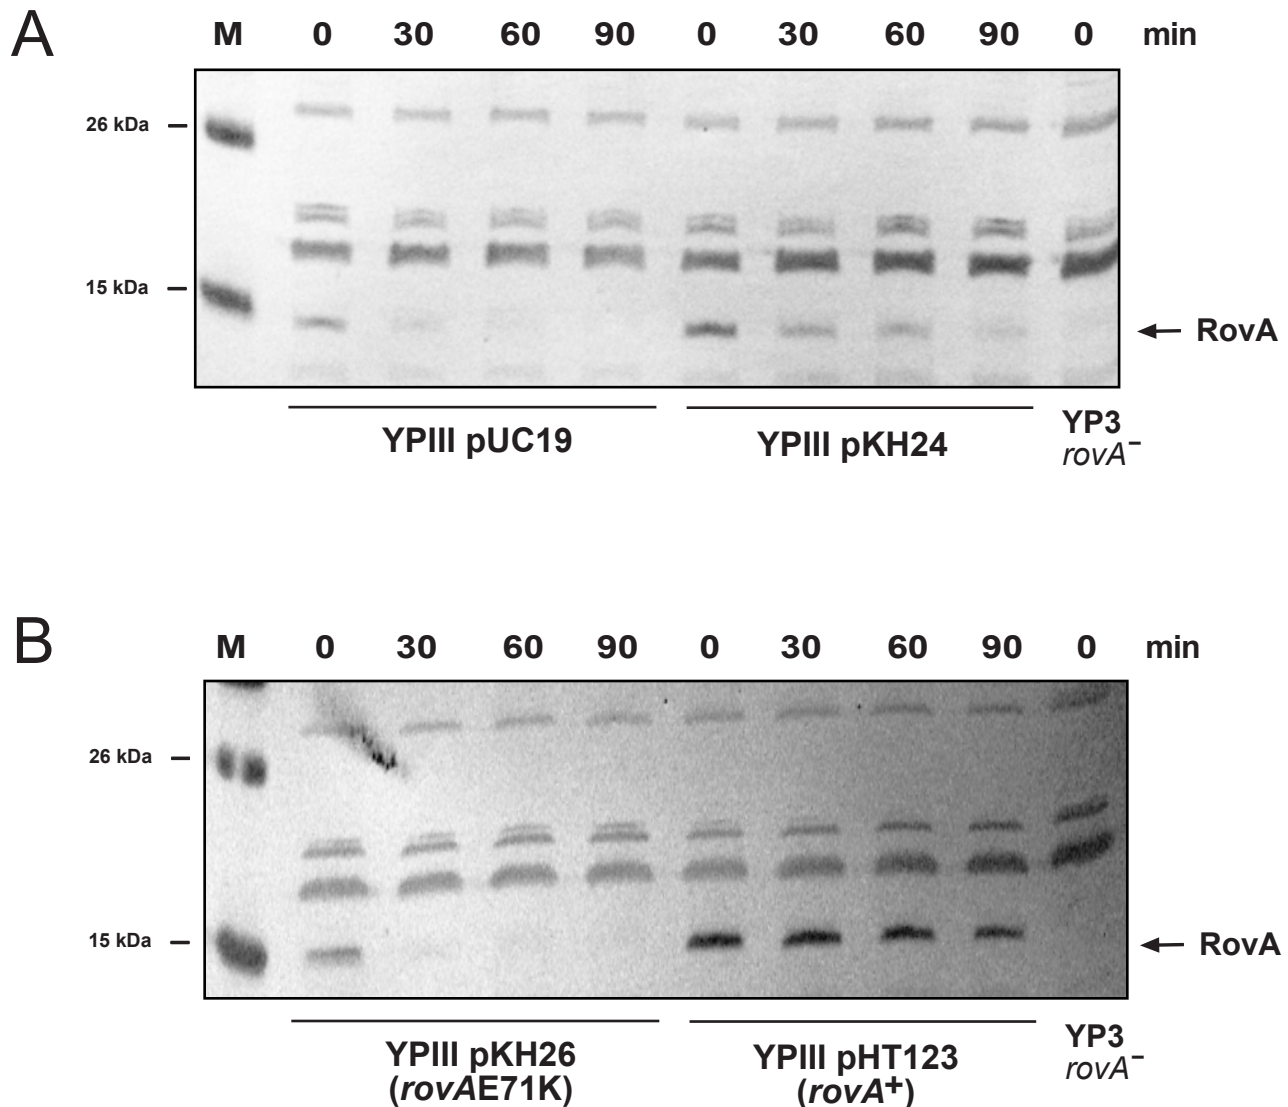 A
M 0 30 60 90 0 30 60 90 0 min
26 kDa
15 kDa
RovA
YPIII pUC19 YPIII pKH24 YP3
rovA−
B
M 0 30 60 90 0 30 60 90 0 min
26 kDa
15 kDa
RovA
YPIII pKH26 YPIII pHT123 YP3
(rovAE71K) (rovA+) rovA−